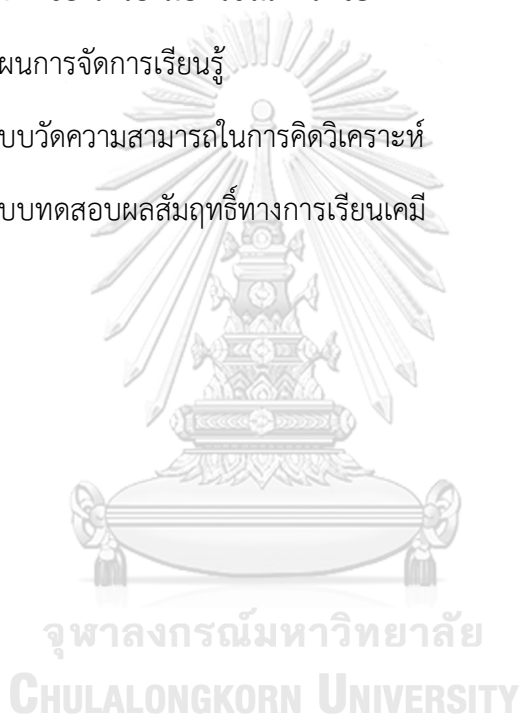 ผนการจัดการเรียนรู้
บบวัดความสามารถในการคิดวิเคราะห์
บบทดสอบผลสัมฤทธิ์ทางการเรียนเคมี
จุฬาลงกรณ์มหาวิทยาลัย
CHULALONGKORN UNIVERSITY